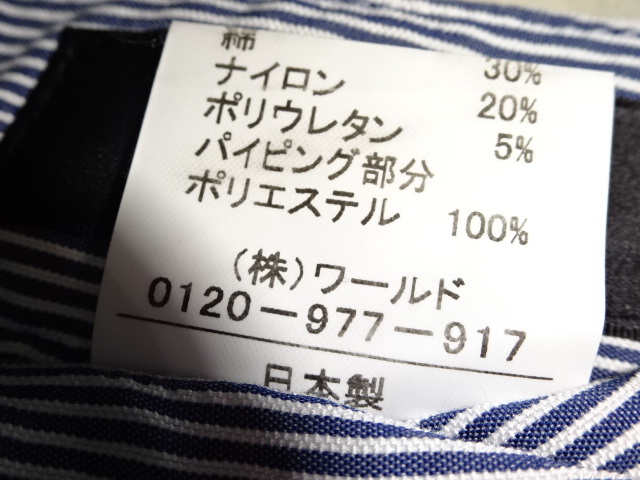 綿 30%
ナイロン 20%
ポリウレタン 5%
パイピング部分
ポリエステル 100%
(株)ワールド
0120-977-917
日本製